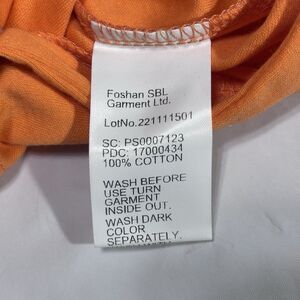 Foshan SBL
Garment Ltd.
LotNo.221111501
SC: PS0007123
PDC: 17000434
100% COTTON
WASH BEFORE
USE TURN
GARMENT
INSIDE OUT.
WASH DARK
COLOR
SEPARATELY.